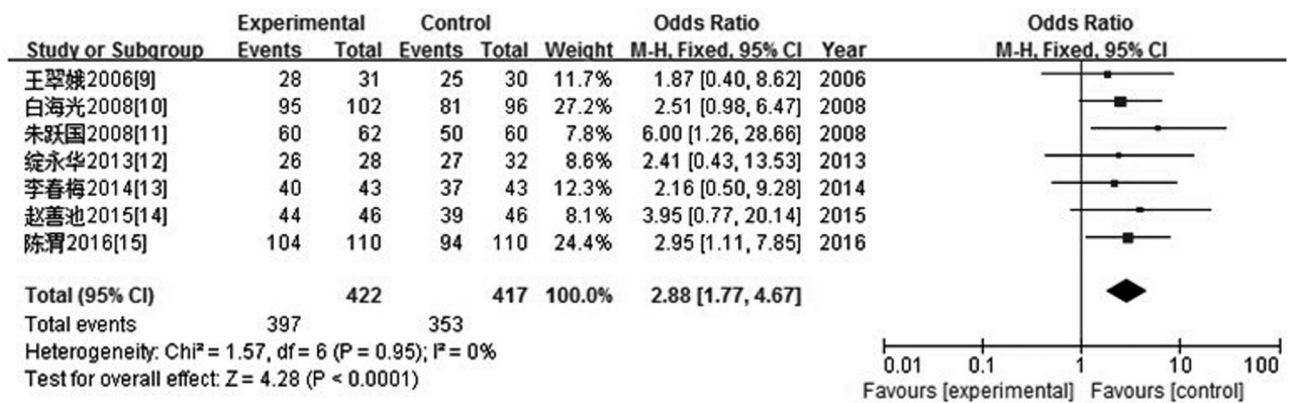 Experimental Control Odds Ratio Odds Ratio
Study or Subgroup Events Total Events Total Weight M-H, Fixed, 95% CI Year M-H, Fixed, 95% CI
王翠娥2006[9] 28 31 25 30 11.7% 1.87 [0.40, 8.62] 2006
白海光2008[10] 95 102 81 96 27.2% 2.51 [0.98, 6.47] 2008
朱跃国2008[11] 60 62 50 60 7.8% 6.00 [1.26, 28.66] 2008
绽永华2013[12] 26 28 27 32 8.6% 2.41 [0.43, 13.53] 2013
李春梅2014[13] 40 43 37 43 12.3% 2.16 [0.50, 9.28] 2014
赵善池2015[14] 44 46 39 46 8.1% 3.95 [0.77, 20.14] 2015
陈渭2016[15] 104 110 94 110 24.4% 2.95 [1.11, 7.85] 2016
Total (95% CI) 422 417 100.0% 2.88 [1.77, 4.67]
Total events 397 353
Heterogeneity: Chi² = 1.57, df = 6 (P = 0.95); I² = 0%
Test for overall effect: Z = 4.28 (P < 0.0001)
0.01 0.1 1 10 100
Favours [experimental] Favours [control]